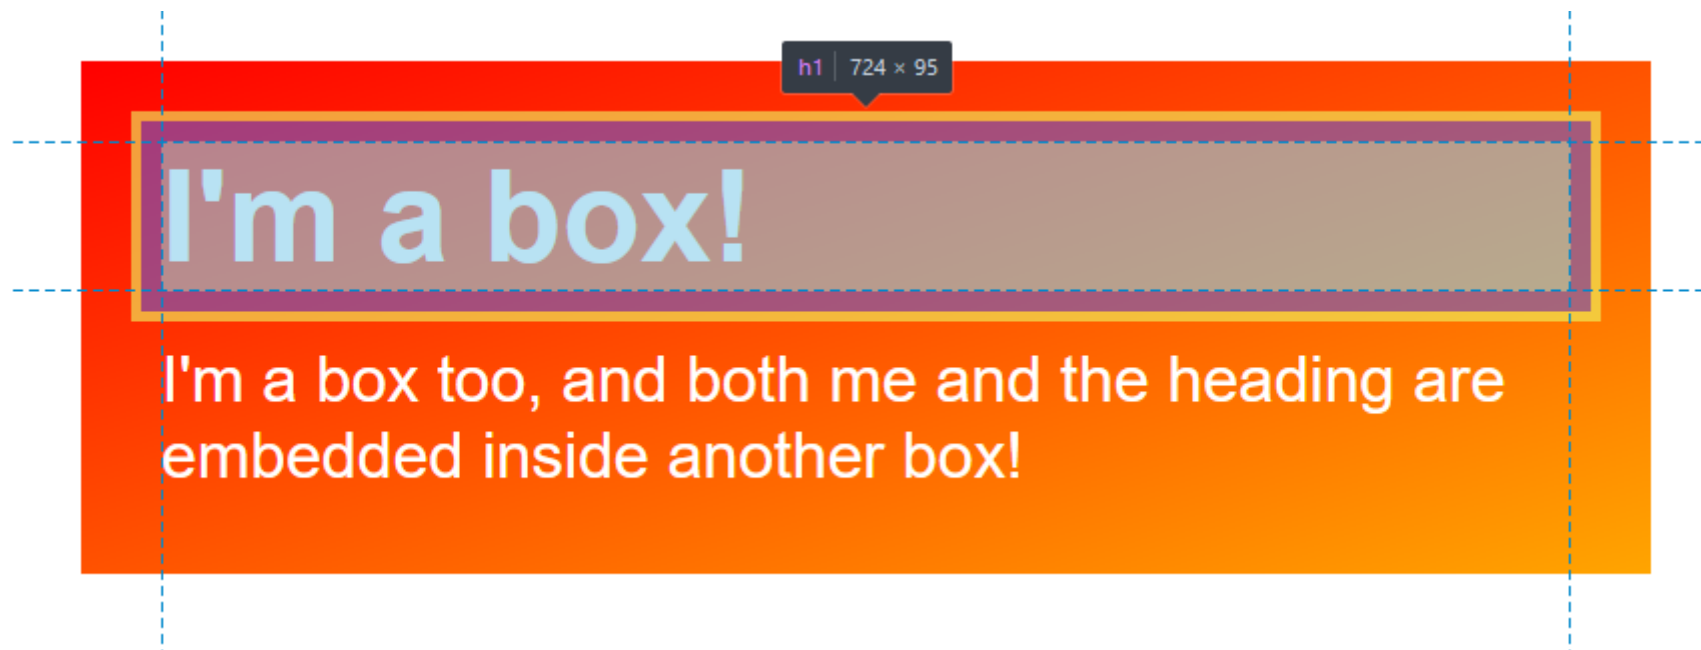 h1 724 × 95
I'm a box!
I'm a box too, and both me and the heading are
embedded inside another box!